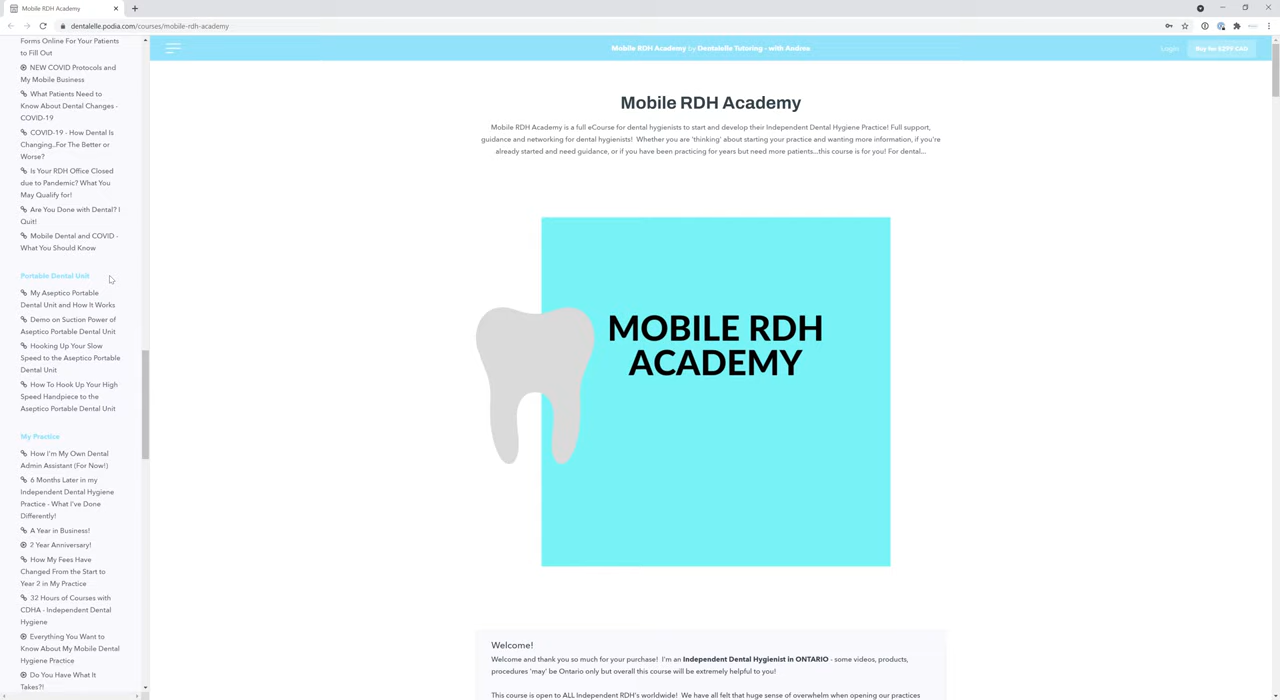 Mobile RDH Academy
dentalelle.podia.com/courses/mobile-rdh-academy
Forms Online For Your Patients
to Fill Out
NEW COVID Protocols and
My Mobile Business
What Patients Need to
Know About Dental Changes -
COVID-19
COVID-19 - How Dental Is
Changing..For The Better or
Worse?
Is Your RDH Office Closed
due to Pandemic? What You
May Qualify for!
Are You Done with Dental? I
Quit!
Mobile Dental and COVID -
What You Should Know
Portable Dental Unit
My Aseptico Portable
Dental Unit and How It Works
Demo on Suction Power of
Aseptico Portable Dental Unit
Hooking Up Your Slow
Speed to the Aseptico Portable
Dental Unit
How To Hook Up Your High
Speed Handpiece to the
Aseptico Portable Dental Unit
My Practice
How I'm My Own Dental
Admin Assistant (For Now!)
6 Months Later in my
Independent Dental Hygiene
Practice - What I've Done
Differently!
A Year in Business!
2 Year Anniversary!
How My Fees Have
Changed From the Start to
Year 2 in My Practice
32 Hours of Courses with
CDHA - Independent Dental
Hygiene
Everything You Want to
Know About My Mobile Dental
Hygiene Practice
Do You Have What It
Takes?!
Mobile RDH Academy by Dentalelle Tutoring - with Andrea
Login
Buy for $299 CAD
Mobile RDH Academy
Mobile RDH Academy is a full eCourse for dental hygienists to start and develop their Independent Dental Hygiene Practice! Full support,
guidance and networking for dental hygienists! Whether you are 'thinking' about starting your practice and wanting more information, if you're
already started and need guidance, or if you have been practicing for years but need more patients...this course is for you! For dental...
MOBILE RDH
ACADEMY
Welcome!
Welcome and thank you so much for your purchase! I'm an Independent Dental Hygienist in ONTARIO - some videos, products,
procedures 'may' be Ontario only but overall this course will be extremely helpful to you!
This course is open to ALL Independent RDH's worldwide! We have all felt that huge sense of overwhelm when opening our practices